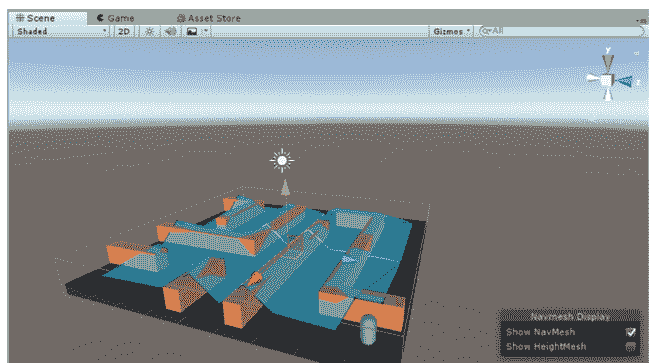 Scene Game Asset Store
Shaded 2D Gizmos All
y
Navmesh Display
Show NavMesh
Show HeightMesh